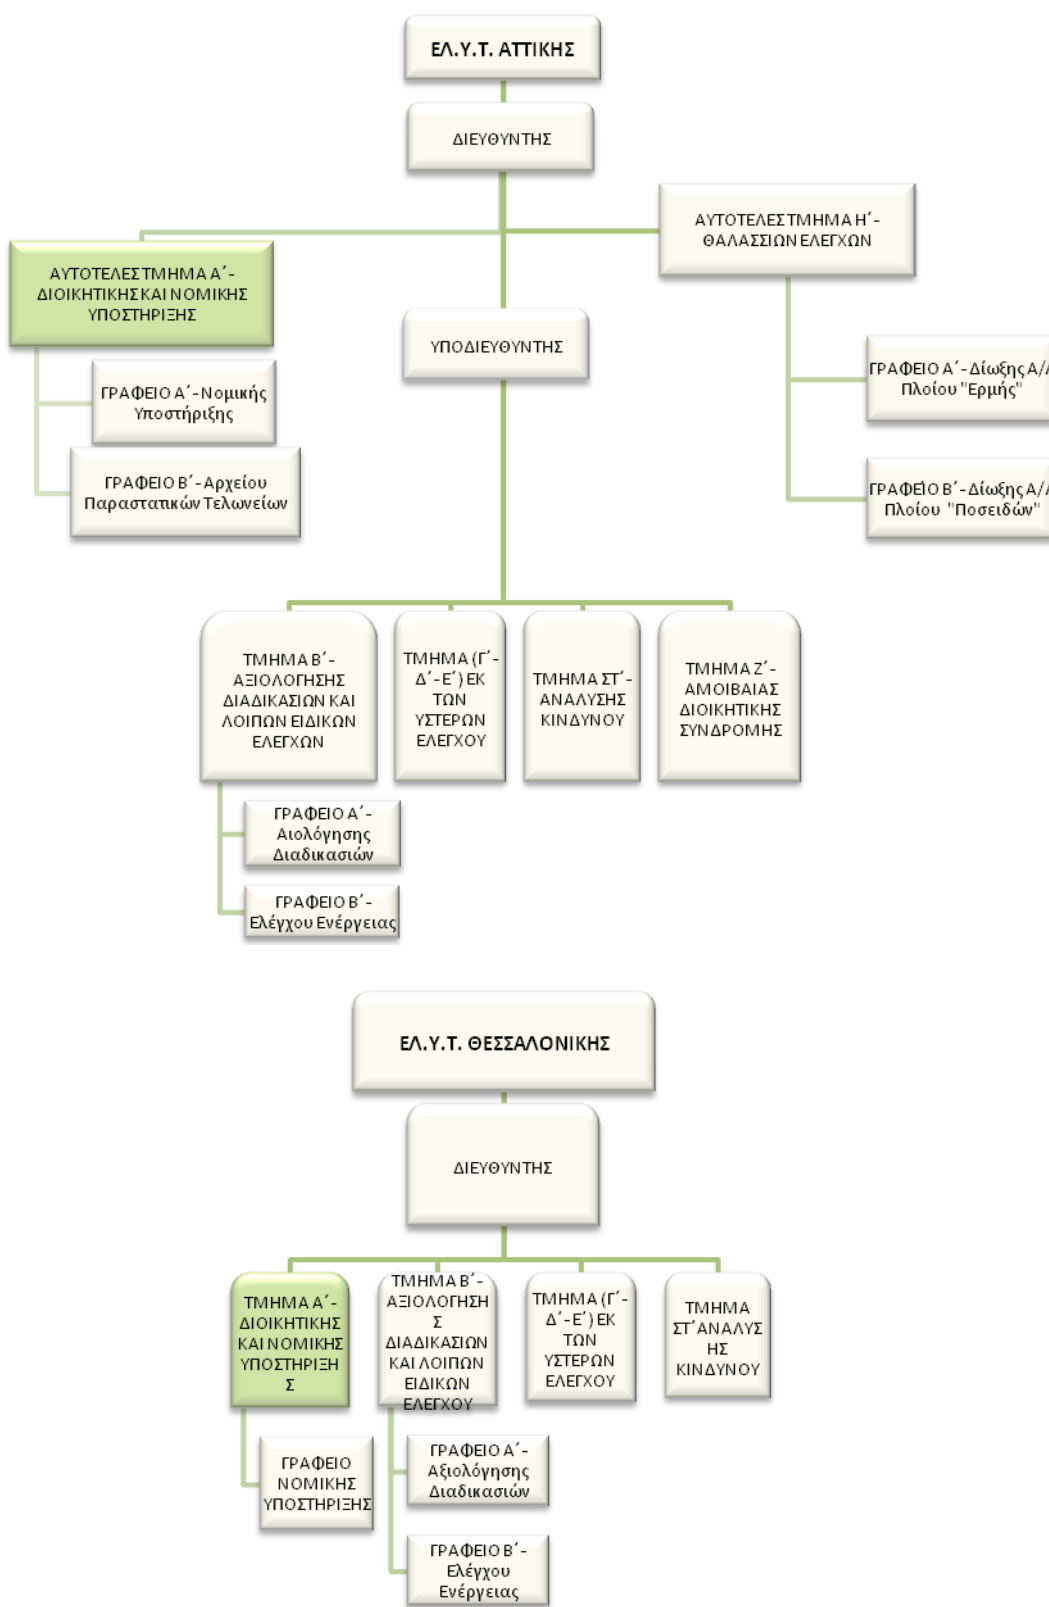 ΕΛ.Υ.Τ. ΑΤΤΙΚΗΣ
ΔΙΕΥΘΥΝΤΗΣ
ΑΥΤΟΤΕΛΕΣ ΤΜΗΜΑ Η΄-
ΘΑΛΑΣΣΙΩΝ ΕΛΕΓΧΩΝ
ΑΥΤΟΤΕΛΕΣ ΤΜΗΜΑ Α΄-
ΔΙΟΙΚΗΤΙΚΗΣ ΚΑΙ ΝΟΜΙΚΗΣ
ΥΠΟΣΤΗΡΙΞΗΣ
ΥΠΟΔΙΕΥΘΥΝΤΗΣ
ΓΡΑΦΕΙΟ Α΄- Νομικής
Υποστήριξης
ΓΡΑΦΕΙΟ Β΄- Αρχείου
Παραστατικών Τελωνείων
ΓΡΑΦΕΙΟ Α΄- Δίωξης Α/Λ
Πλοίου "Ερμής"
ΓΡΑΦΕΙΟ Β΄- Δίωξης Α/Λ
Πλοίου "Ποσειδών"
ΤΜΗΜΑ Β΄-
ΑΞΙΟΛΟΓΗΣΗΣ
ΔΙΑΔΙΚΑΣΙΩΝ ΚΑΙ
ΛΟΙΠΩΝ ΕΙΔΙΚΩΝ
ΕΛΕΓΧΩΝ
ΤΜΗΜΑ (Γ΄-
Δ΄- Ε΄) ΕΚ
ΤΩΝ
ΥΣΤΕΡΩΝ
ΕΛΕΓΧΟΥ
ΤΜΗΜΑ ΣΤ΄-
ΑΝΑΛΥΣΗΣ
ΚΙΝΔΥΝΟΥ
ΤΜΗΜΑ Ζ΄-
ΑΜΟΙΒΑΙΑΣ
ΔΙΟΙΚΗΤΙΚΗΣ
ΣΥΝΔΡΟΜΗΣ
ΓΡΑΦΕΙΟ Α΄-
Αιολόγησης
Διαδικασιών
ΓΡΑΦΕΙΟ Β΄-
Ελέγχου Ενέργειας
ΕΛ.Υ.Τ. ΘΕΣΣΑΛΟΝΙΚΗΣ
ΔΙΕΥΘΥΝΤΗΣ
ΤΜΗΜΑ Α΄-
ΔΙΟΙΚΗΤΙΚΗΣ
ΚΑΙ ΝΟΜΙΚΗΣ
ΥΠΟΣΤΗΡΙΞΗ
Σ
ΤΜΗΜΑ Β΄-
ΑΞΙΟΛΟΓΗΣΗ
Σ
ΔΙΑΔΙΚΑΣΙΩΝ
ΚΑΙ ΛΟΙΠΩΝ
ΕΙΔΙΚΩΝ
ΕΛΕΓΧΟΥ
ΤΜΗΜΑ (Γ΄-
Δ΄- Ε΄) ΕΚ
ΤΩΝ
ΥΣΤΕΡΩΝ
ΕΛΕΓΧΟΥ
ΤΜΗΜΑ
ΣΤ΄ΑΝΑΛΥΣ
ΗΣ
ΚΙΝΔΥΝΟΥ
ΓΡΑΦΕΙΟ
ΝΟΜΙΚΗΣ
ΥΠΟΣΤΗΡΙΞΗΣ
ΓΡΑΦΕΙΟ Α΄-
Αξιολόγησης
Διαδικασιών
ΓΡΑΦΕΙΟ Β΄-
Ελέγχου
Ενέργειας